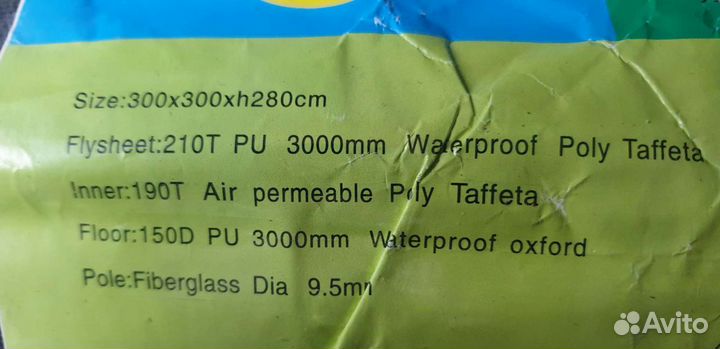 Size:300x300xh280cm
Flysheet:210T PU 3000mm Waterproof Poly Taffeta
Inner:190T Air permeable Poly Taffeta
Floor:150D PU 3000mm Waterproof oxford
Pole:Fiberglass Dia 9.5mm
Avito